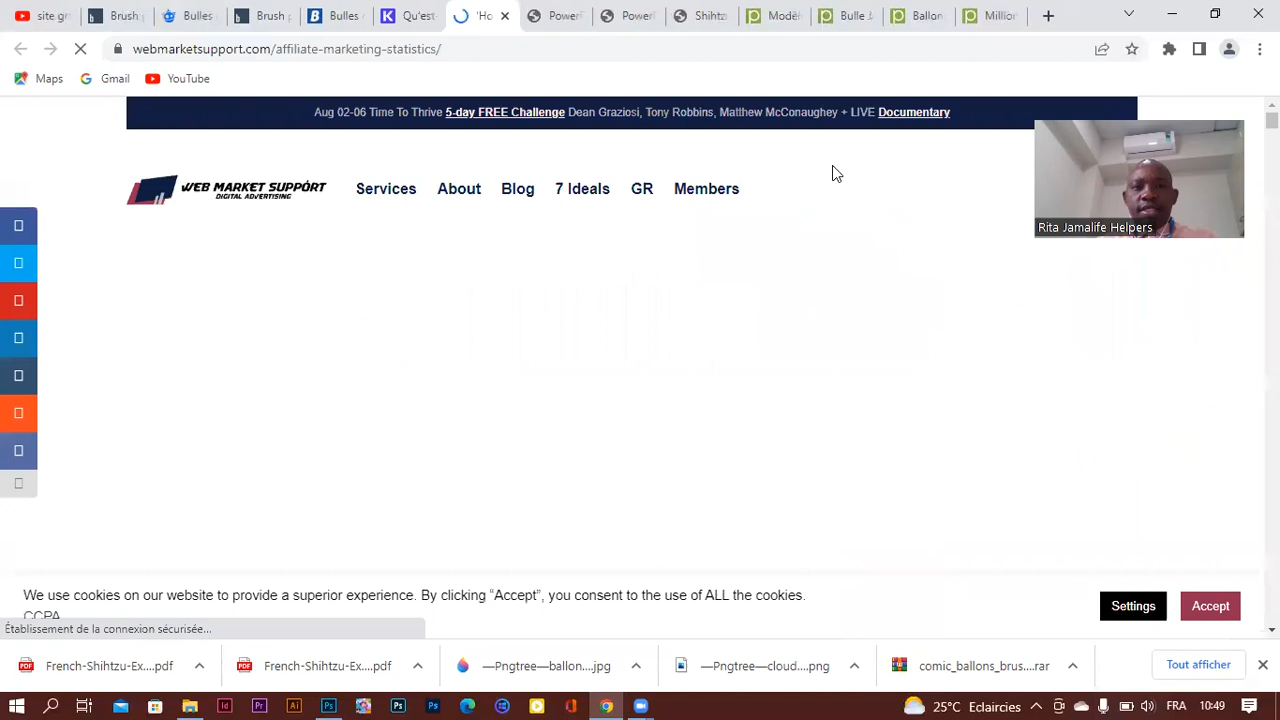 site gr
Brush
Bulles
Brush p
Bulles
Qu'est
'Ho
PowerF
PowerF
Shihtz
Modèl
Bulle Ja
Ballon
Million
webmarketsupport.com/affiliate-marketing-statistics/
Maps
Gmail
YouTube
Aug 02-06 Time To Thrive 5-day FREE Challenge Dean Graziosi, Tony Robbins, Matthew McConaughey + LIVE Documentary
WEB MARKET SUPPORT
DIGITAL ADVERTISING
Services
About
Blog
7 Ideals
GR
Members
Rita Jamalife Helpers
We use cookies on our website to provide a superior experience. By clicking “Accept”, you consent to the use of ALL the cookies.
CCPA
Settings
Accept
Établissement de la connexion sécurisée...
French-Shihtzu-Ex....pdf
French-Shihtzu-Ex....pdf
—Pngtree—ballon....jpg
—Pngtree—cloud....png
comic_ballons_brus....rar
Tout afficher
25°C Eclaircies
FRA
10:49